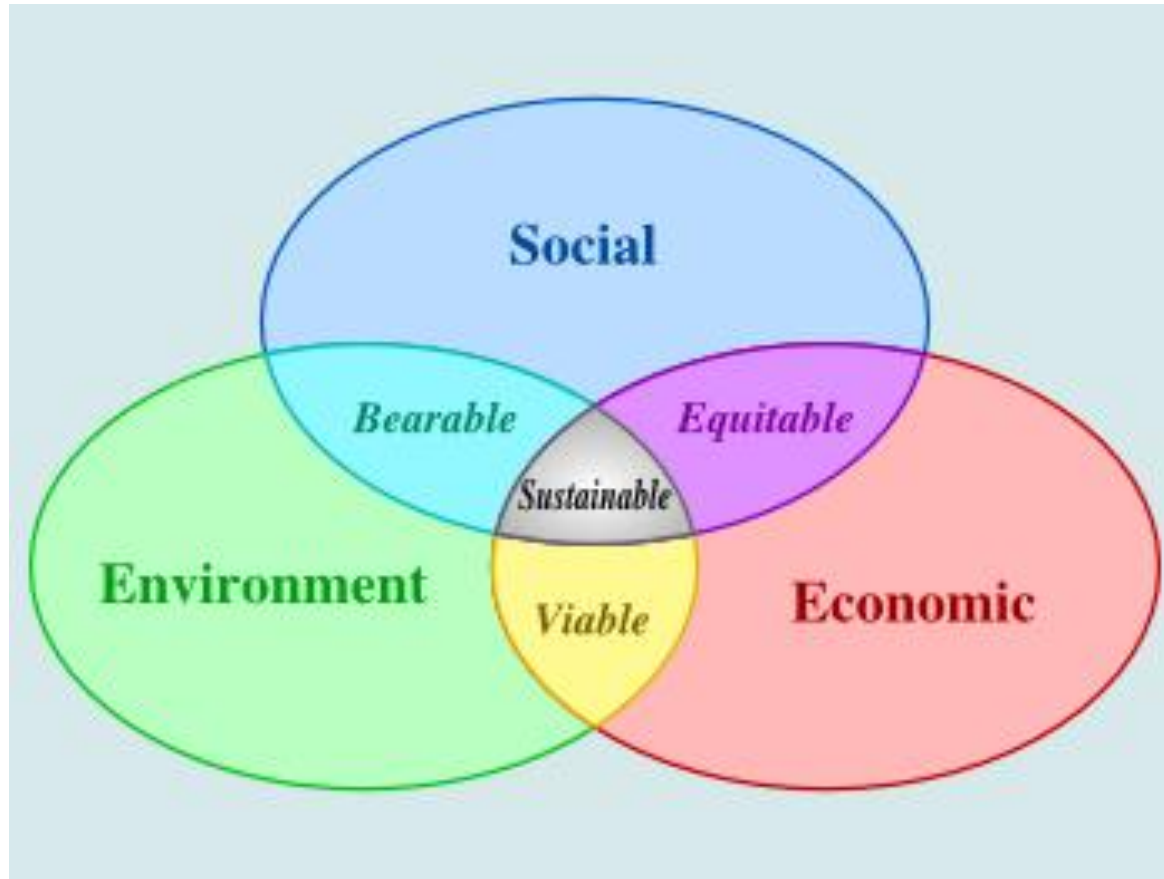 Social
Bearable
Equitable
Sustainable
Environment
Economic
Viable